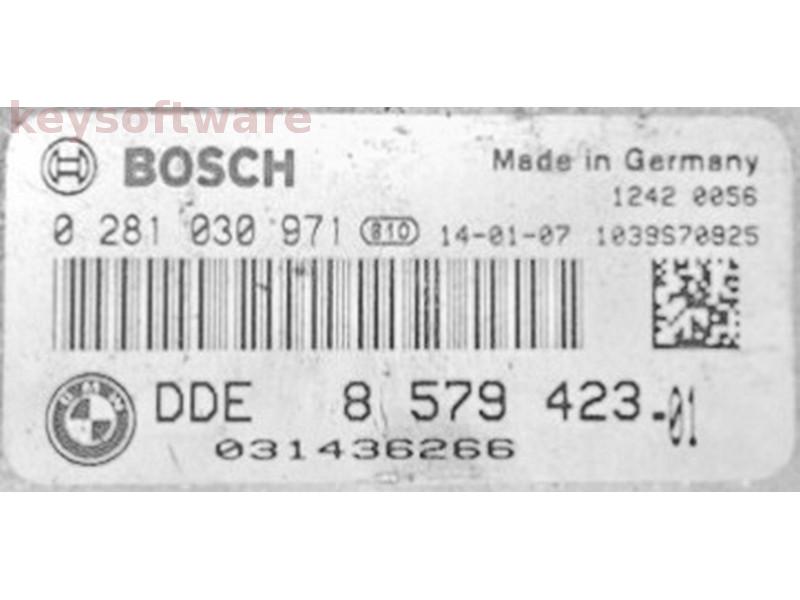 keysoftware
BOSCH
Made in Germany
1242 0056
0 281 030 971 810 14-01-07 1039S70925
BMW
DDE 8 579 423-01
031436266